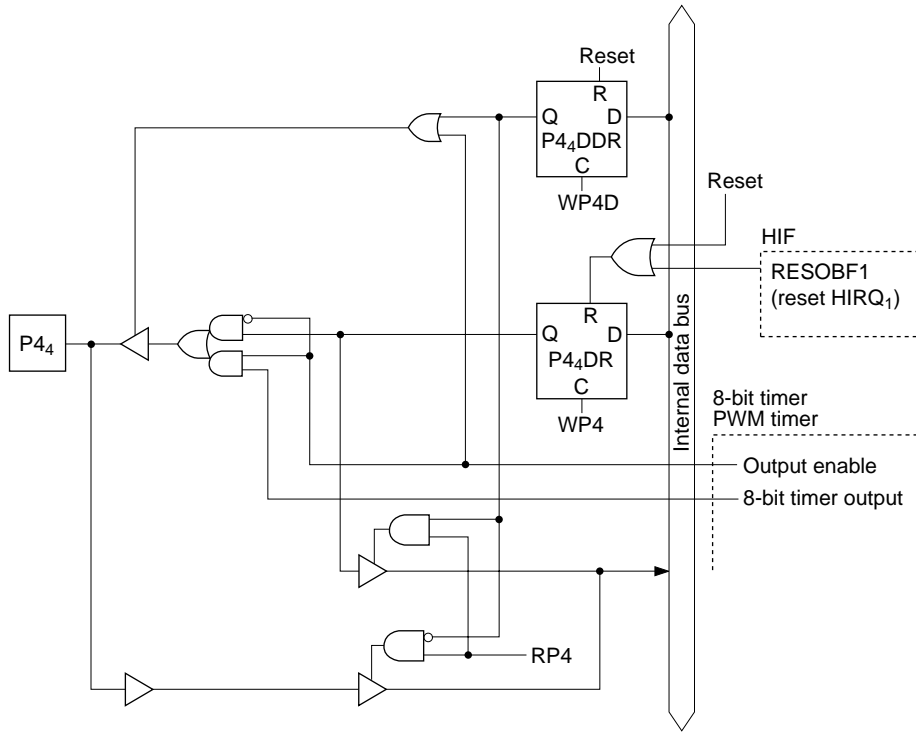 Reset
R
Q D
P4₄DDR
C
WP4D
Reset
HIF
RESOBF1
(reset HIRQ₁)
R
Q D
P4₄DR
C
WP4
P4₄
Internal data bus
8-bit timer
PWM timer
Output enable
8-bit timer output
RP4